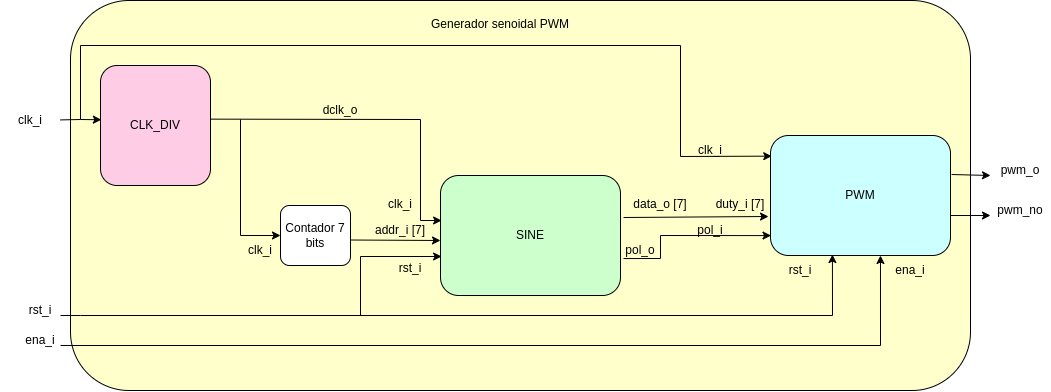 Generador senoidal PWM
clk_i
CLK_DIV
dclk_o
clk_i
PWM
pwm_o
pwm_no
clk_i
addr_i [7]
rst_i
SINE
data_o [7]
duty_i [7]
pol_o
pol_i
Contador 7
bits
clk_i
rst_i
ena_i
rst_i
ena_i